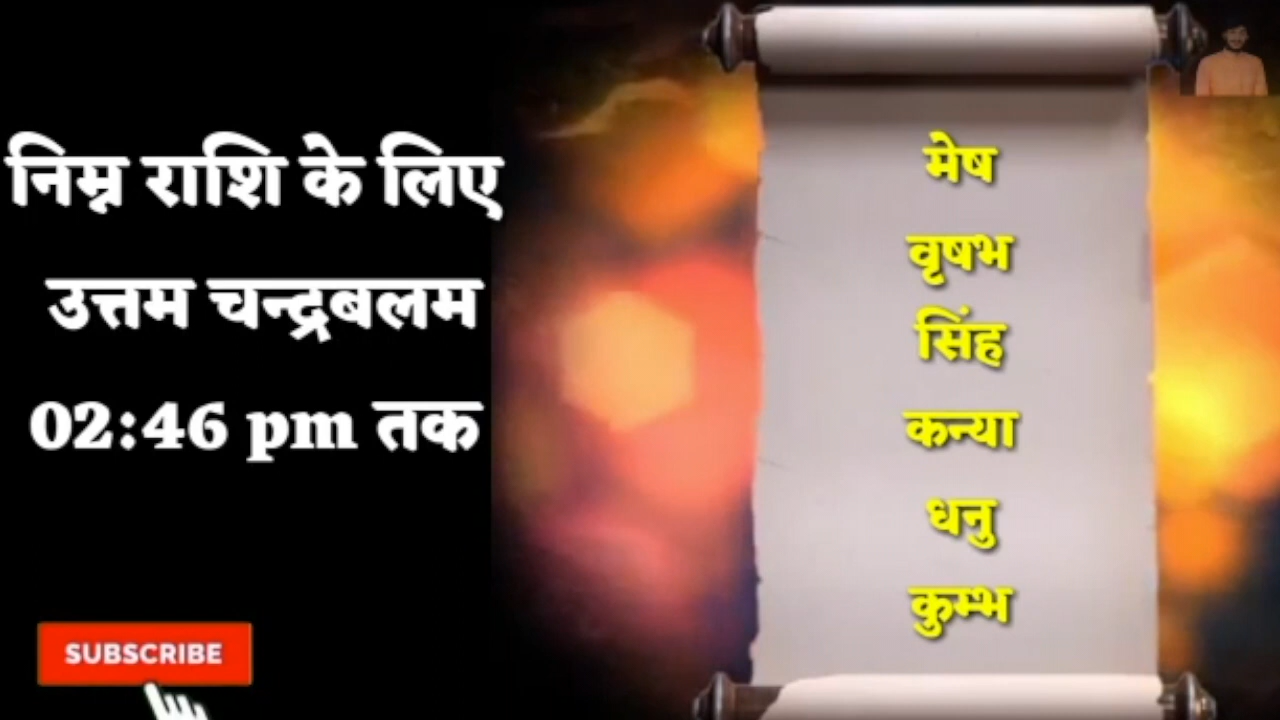 निम्न राशि के लिए
उत्तम चन्द्रबलम
02:46 pm तक
मेष
वृषभ
सिंह
कन्या
धनु
कुम्भ
SUBSCRIBE